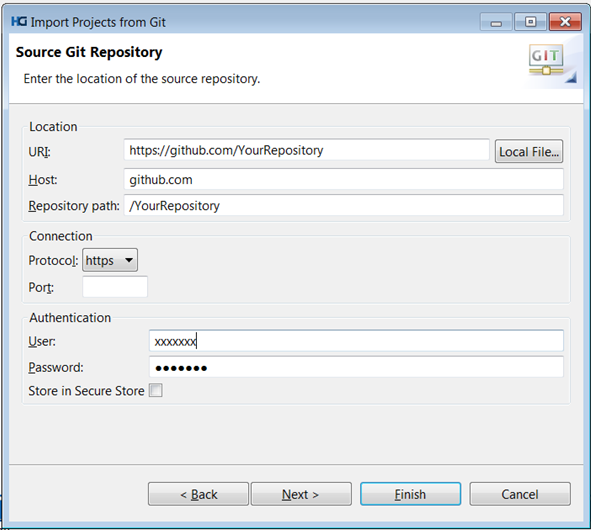 HG Import Projects from Git
Source Git Repository
Enter the location of the source repository.
GIT
Location
URI: https://github.com/YourRepository Local File...
Host: github.com
Repository path: /YourRepository
Connection
Protocol: https
Port:
Authentication
User: xxxxxxx
Password: ●●●●●●●
Store in Secure Store
< Back Next > Finish Cancel